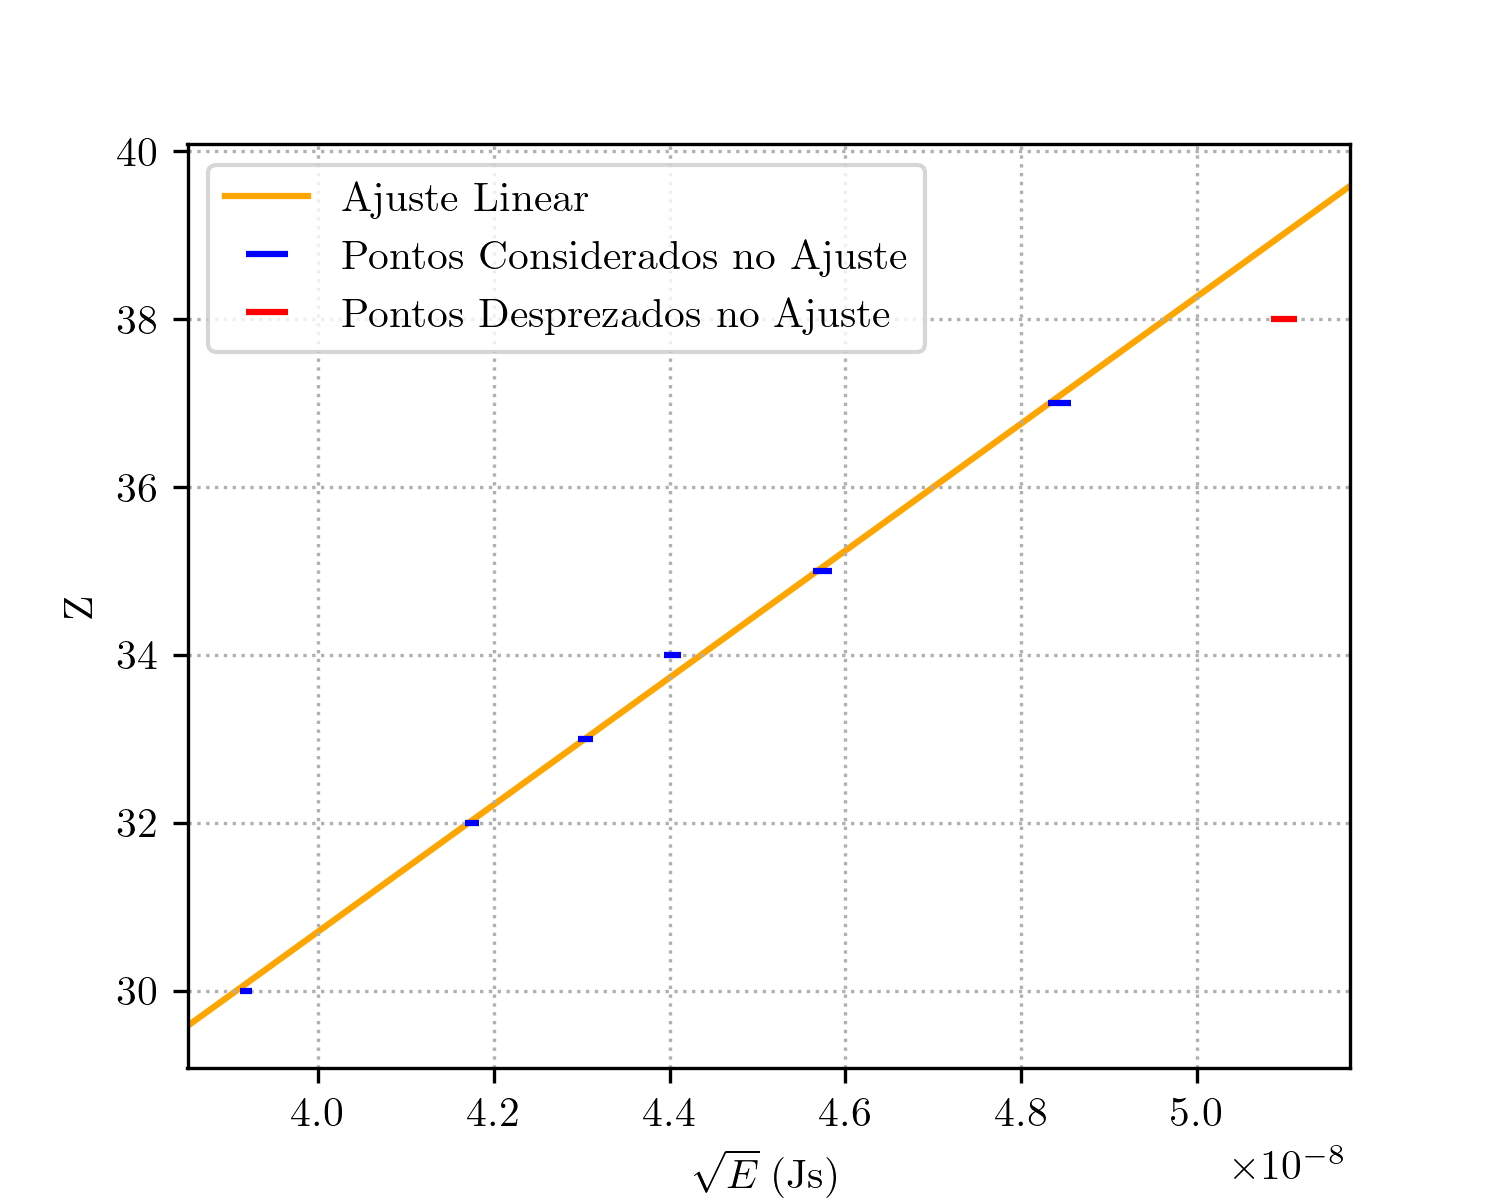 40
38
36
34
32
30
Z
Ajuste Linear
Pontos Considerados no Ajuste
Pontos Desprezados no Ajuste
4.0 4.2 4.4 4.6 4.8 5.0
×10⁻⁸
√E (Js)